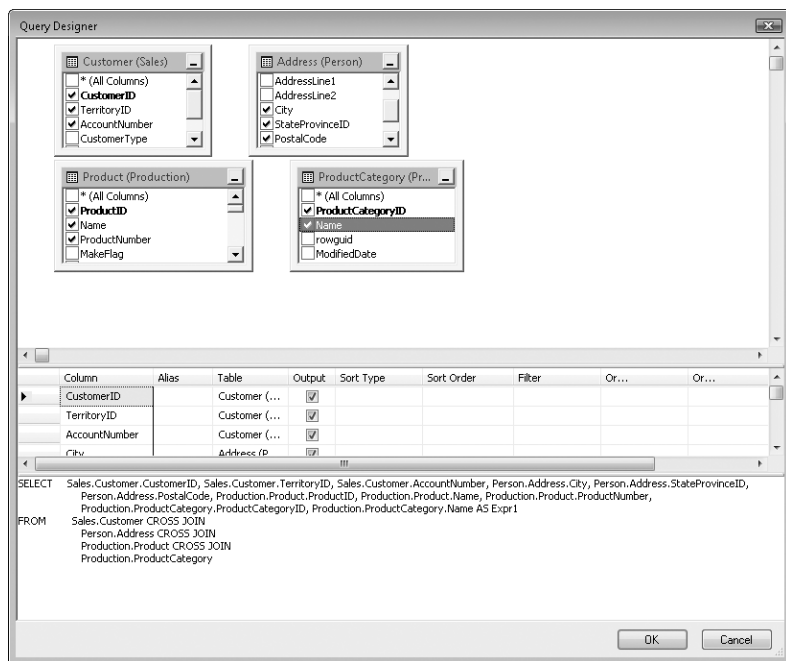 Query Designer
Customer (Sales)
* (All Columns)
CustomerID
TerritoryID
AccountNumber
CustomerType
Address (Person)
AddressLine1
AddressLine2
City
StateProvinceID
PostalCode
Product (Production)
* (All Columns)
ProductID
Name
ProductNumber
MakeFlag
ProductCategory (Pr...
* (All Columns)
ProductCategoryID
Name
rowguid
ModifiedDate
Column Alias Table Output Sort Type Sort Order Filter Or... Or...
CustomerID Customer (...
TerritoryID Customer (...
AccountNumber Customer (...
City Address (P
SELECT Sales.Customer.CustomerID, Sales.Customer.TerritoryID, Sales.Customer.AccountNumber, Person.Address.City, Person.Address.StateProvinceID,
Person.Address.PostalCode, Production.Product.ProductID, Production.Product.Name, Production.Product.ProductNumber,
Production.ProductCategory.ProductCategoryID, Production.ProductCategory.Name AS Expr1
FROM Sales.Customer CROSS JOIN
Person.Address CROSS JOIN
Production.Product CROSS JOIN
Production.ProductCategory
OK Cancel